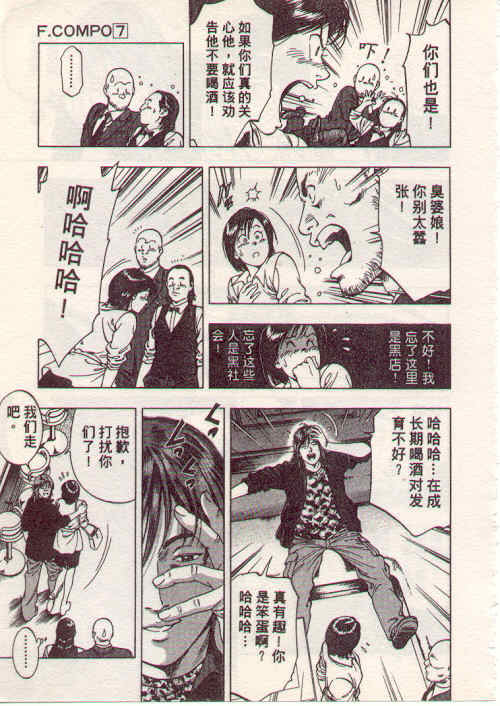 F.COMPO 7
你们也是！
吓！
如果你们真的关
心他，就应该劝
告他不要喝酒！
………
臭婆娘！
你别太嚣
张！
啊哈哈哈哈！
不好！我
忘了这里
是黑店！
忘了这些
人是黑社
会！
哈哈哈…在成
长期喝酒对发
育不好？
真有趣！你
是笨蛋啊？
哈哈哈…
抱歉，
打扰你
们了！
我们走
吧。
………